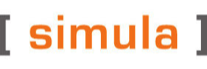 [ simula ]